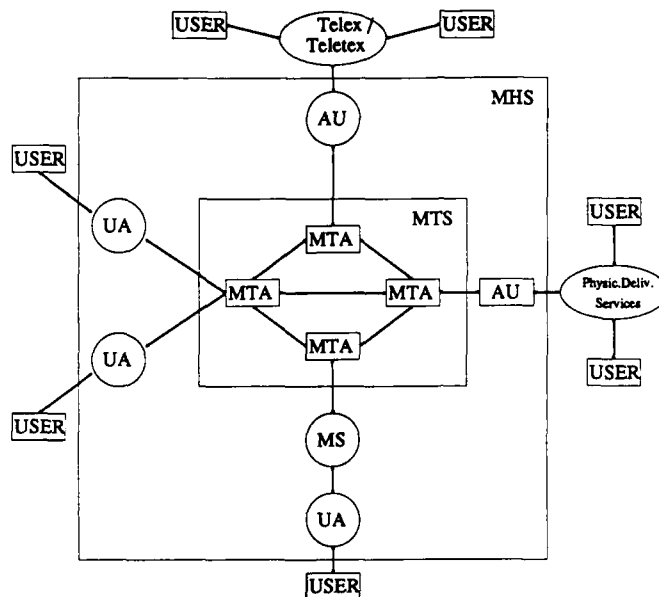 USER
Telex /
Teletex
USER
MHS
AU
USER
UA
MTS
USER
MTA
MTA
MTA
AU
Physic.Deliv.
Services
MTA
UA
USER
USER
MS
UA
USER